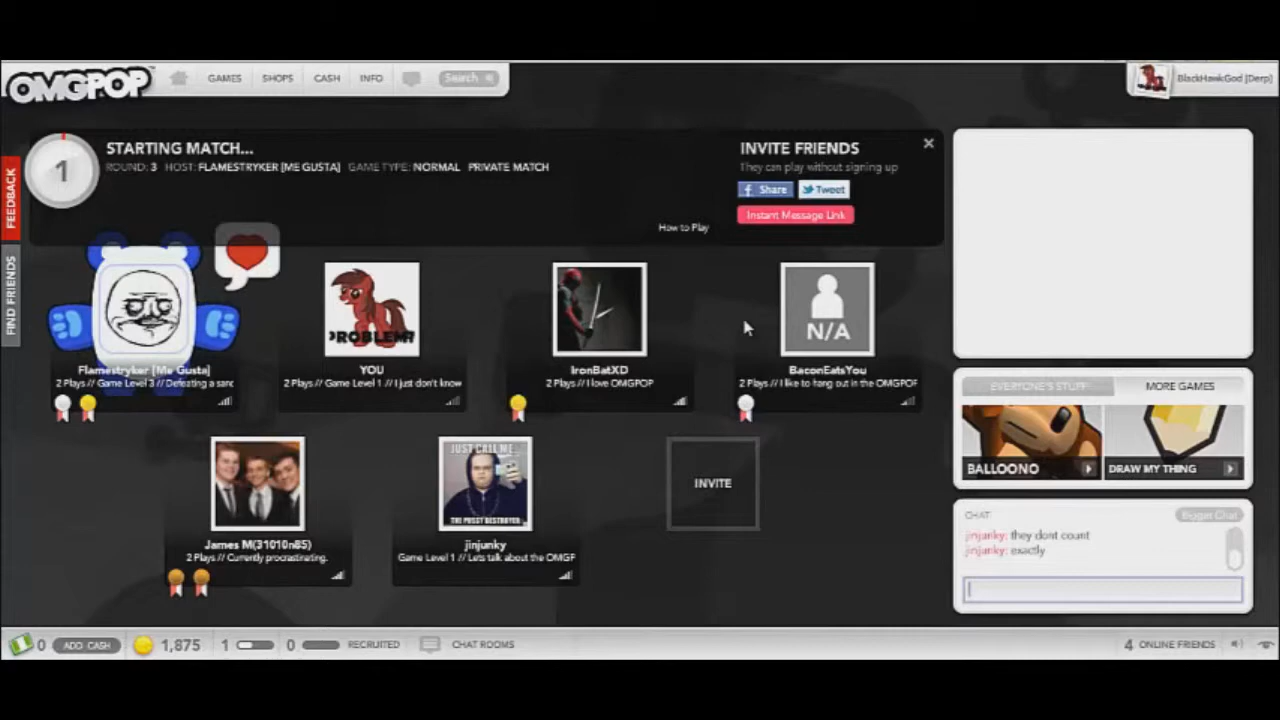 OMGPOP
GAMES SHOPS CASH INFO Search
BlackHawkGod [Derp]
FEEDBACK
FIND FRIENDS
1
STARTING MATCH...
ROUND: 3 HOST: FLAMESTRYKER [ME GUSTA] GAME TYPE: NORMAL PRIVATE MATCH
How to Play
INVITE FRIENDS
They can play without signing up
Share Tweet
Instant Message Link
Flamestryker [Me Gusta]
2 Plays // Game Level 3 // Defeating a sand
PROBLEM?
YOU
2 Plays // Game Level 1 // I just don't know
IronBatXD
2 Plays // I love OMGPOP
N/A
BaconEatsYou
2 Plays // I like to hang out in the OMGPOP
James M(31010n85)
2 Plays // Currently procrastinating.
JUST CALL ME...
THE PUSSY DESTROYER
jinjunky
Game Level 1 // Lets talk about the OMGP
INVITE
EVERYONE'S STUFF MORE GAMES
BALLOONO DRAW MY THING
CHAT Bigger Chat
jinjunky: they dont count
jinjunky: exactly
0 ADD CASH 1,875 1 0 RECRUITED CHAT ROOMS 4 ONLINE FRIENDS